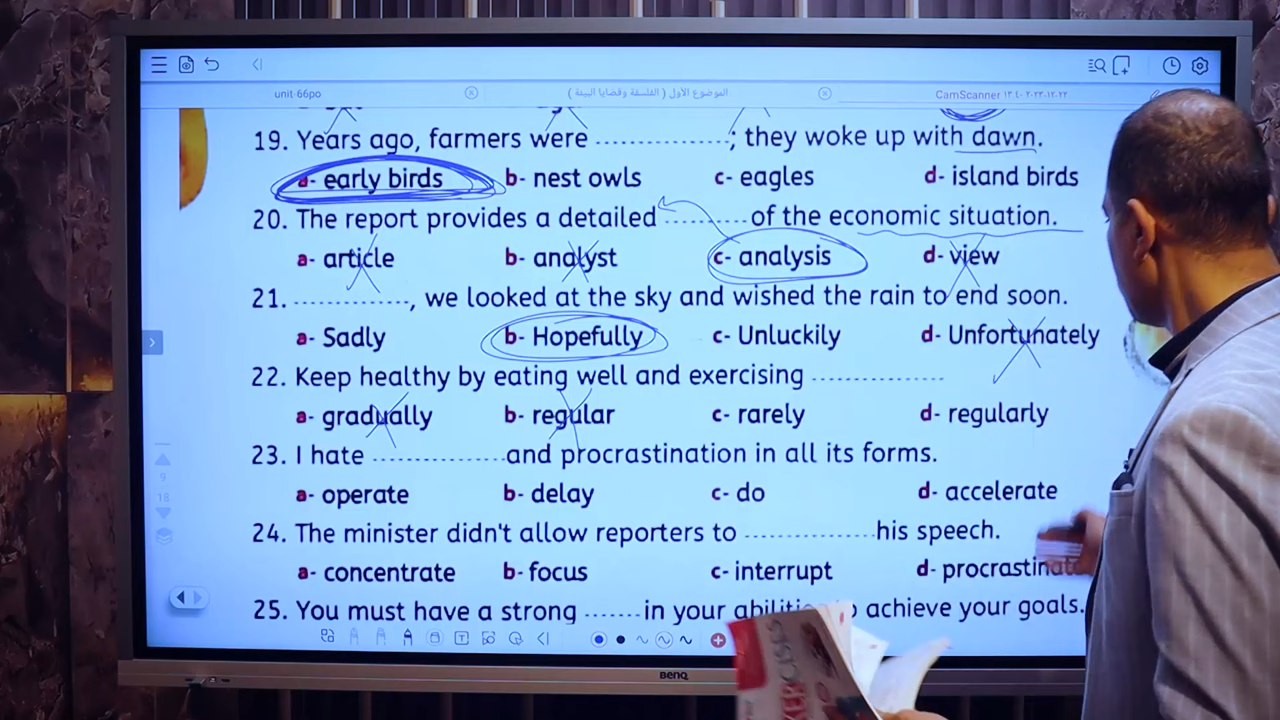 unit-66po
الموضوع الأول ( الفلسفة وقضايا البيئة )
CamScanner
19. Years ago, farmers were ..............................; they woke up with dawn.
a- early birds b- nest owls c- eagles d- island birds
20. The report provides a detailed .................. of the economic situation.
a- article b- analyst c- analysis d- view
21. ........................., we looked at the sky and wished the rain to end soon.
a- Sadly b- Hopefully c- Unluckily d- Unfortunately
22. Keep healthy by eating well and exercising .............................
a- gradually b- regular c- rarely d- regularly
23. I hate .............................and procrastination in all its forms.
a- operate b- delay c- do d- accelerate
24. The minister didn't allow reporters to .............................his speech.
a- concentrate b- focus c- interrupt d- procrastinate
25. You must have a strong ....... in your abilities to achieve your goals.
9
18
BENQ